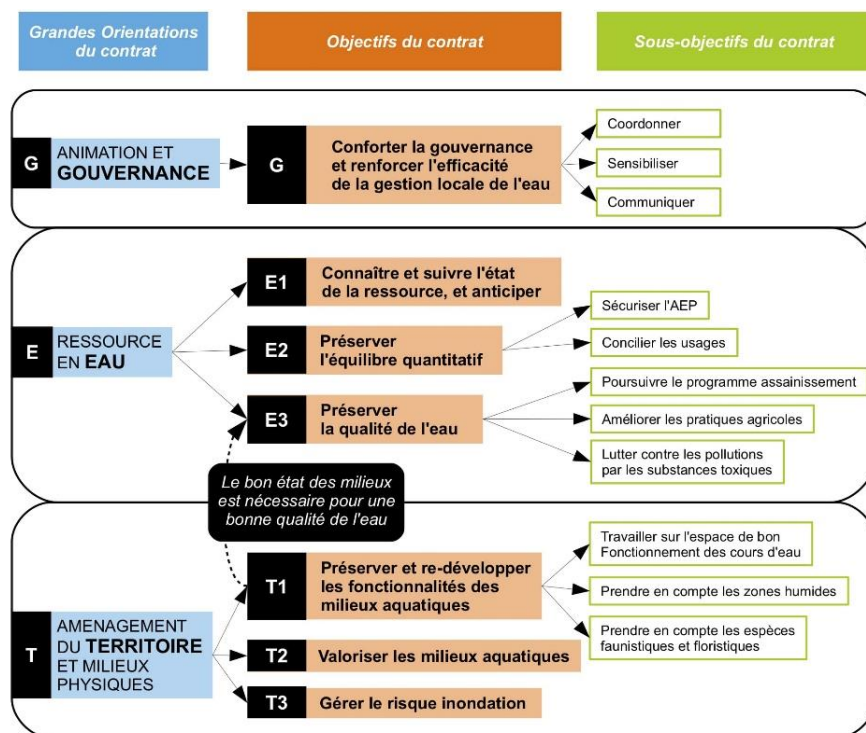 Grandes Orientations
du contrat
Objectifs du contrat
Sous-objectifs du contrat
G
ANIMATION ET
GOUVERNANCE
G
Conforter la gouvernance
et renforcer l'efficacité
de la gestion locale de l'eau
Coordonner
Sensibiliser
Communiquer
E
RESSOURCE
EN EAU
E1
Connaître et suivre l'état
de la ressource, et anticiper
E2
Préserver
l'équilibre quantitatif
Sécuriser l'AEP
Concilier les usages
E3
Préserver
la qualité de l'eau
Poursuivre le programme assainissement
Améliorer les pratiques agricoles
Lutter contre les pollutions
par les substances toxiques
Le bon état des milieux
est nécessaire pour une
bonne qualité de l'eau
T
AMENAGEMENT
DU TERRITOIRE
ET MILIEUX
PHYSIQUES
T1
Préserver et re-développer
les fonctionnalités des
milieux aquatiques
Travailler sur l'espace de bon
Fonctionnement des cours d'eau
Prendre en compte les zones humides
Prendre en compte les espèces
faunistiques et floristiques
T2
Valoriser les milieux aquatiques
T3
Gérer le risque inondation